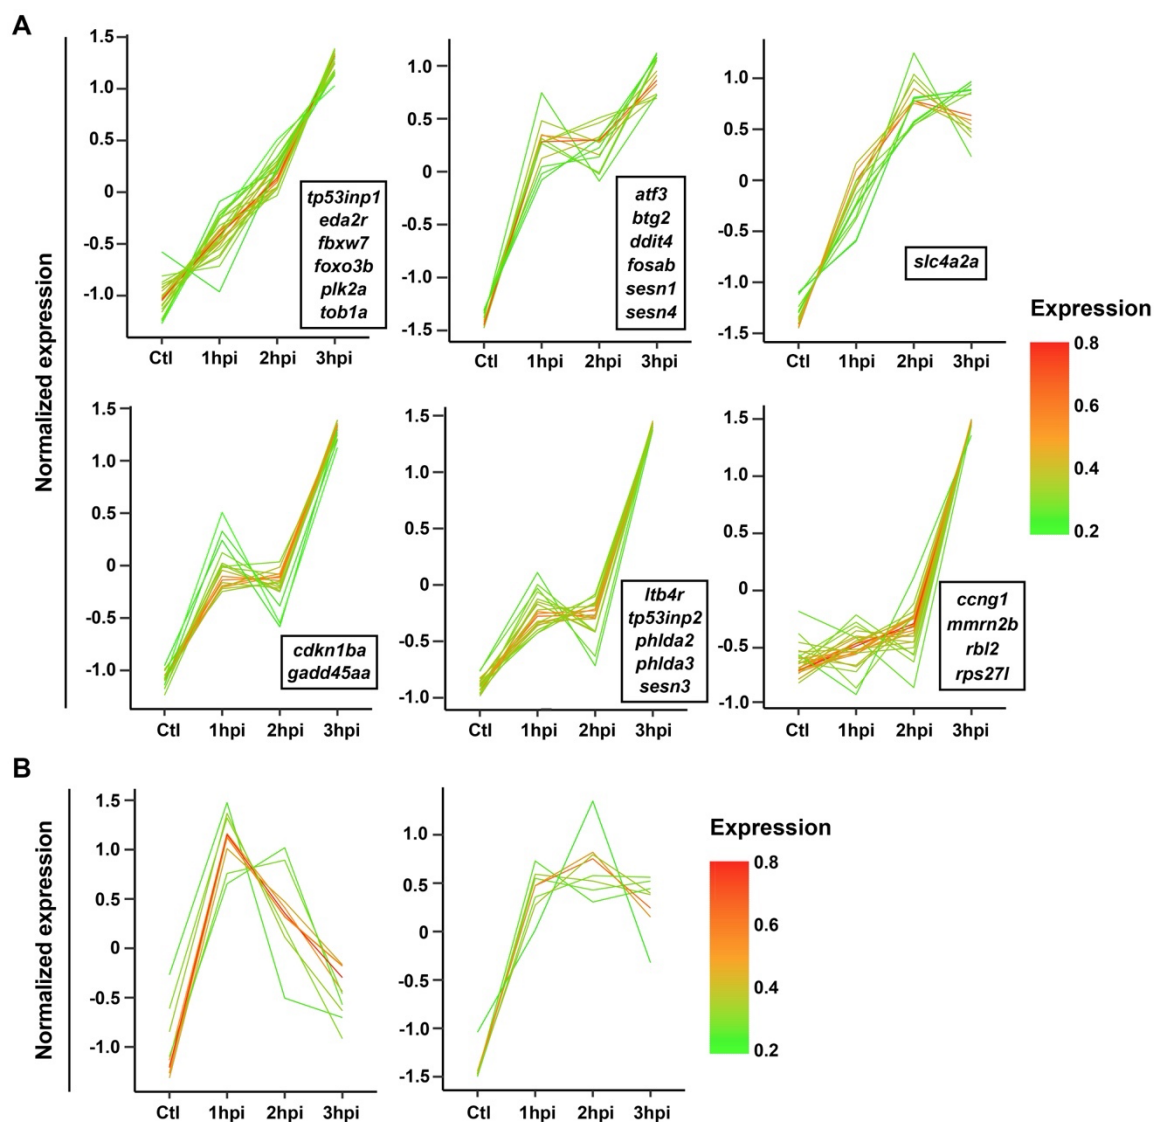 A
Normalized expression
1.5
1.0
0.5
0
-0.5
-1.0
Ctl 1hpi 2hpi 3hpi
tp53inp1
eda2r
fbxw7
foxo3b
plk2a
tob1a
1.0
0.5
0
-0.5
-1.0
-1.5
Ctl 1hpi 2hpi 3hpi
atf3
btg2
ddit4
fosab
sesn1
sesn4
1.0
0.5
0
-0.5
-1.0
-1.5
Ctl 1hpi 2hpi 3hpi
slc4a2a
Expression
0.8
0.6
0.4
0.2
1.5
1.0
0.5
0
-0.5
-1.0
Ctl 1hpi 2hpi 3hpi
cdkn1ba
gadd45aa
1.5
1.0
0.5
-0.5
0
-1.0
Ctl 1hpi 2hpi 3hpi
ltb4r
tp53inp2
phlda2
phlda3
sesn3
1.5
1.0
0.5
0
-0.5
-1.0
Ctl 1hpi 2hpi 3hpi
ccng1
mmrn2b
rbl2
rps27l
B
Normalized expression
1.5
1.0
0.5
0
-0.5
-1.0
Ctl 1hpi 2hpi 3hpi
1.0
0.5
0
-0.5
-1.0
-1.5
Ctl 1hpi 2hpi 3hpi
Expression
0.8
0.6
0.4
0.2